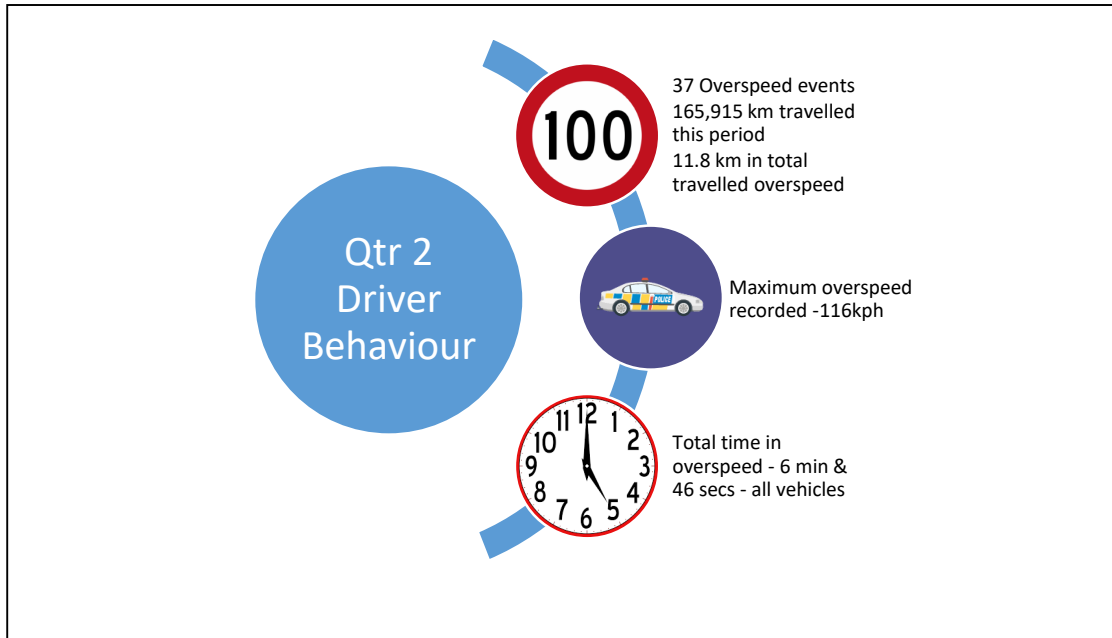 Qtr 2
Driver
Behaviour
100
37 Overspeed events
165,915 km travelled
this period
11.8 km in total
travelled overspeed
POLICE
Maximum overspeed
recorded -116kph
12
1
2
3
4
5
6
7
8
9
10
11
Total time in
overspeed - 6 min &
46 secs - all vehicles